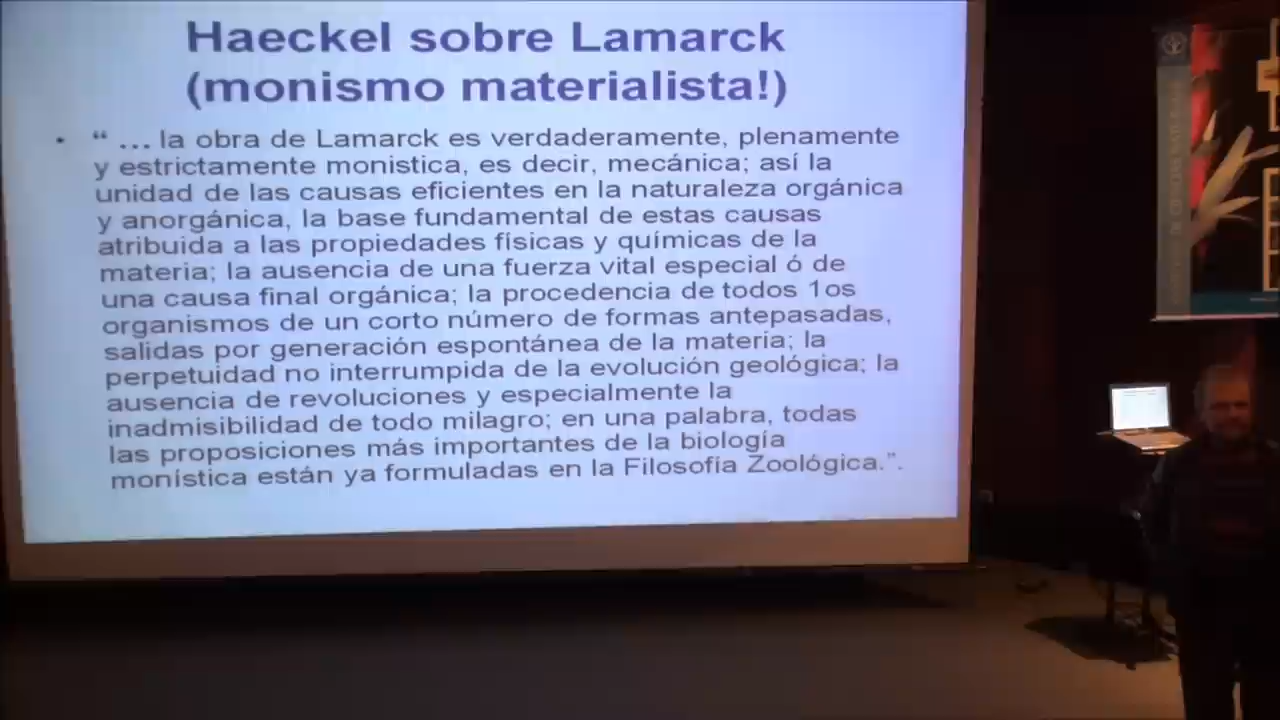 Haeckel sobre Lamarck
(monismo materialista!)
• “ ... la obra de Lamarck es verdaderamente, plenamente
y estrictamente monistica, es decir, mecánica; así la
unidad de las causas eficientes en la naturaleza orgánica
y anorgánica, la base fundamental de estas causas
atribuida a las propiedades físicas y químicas de la
materia; la ausencia de una fuerza vital especial ó de
una causa final orgánica; la procedencia de todos 1os
organismos de un corto número de formas antepasadas,
salidas por generación espontánea de la materia; la
perpetuidad no interrumpida de la evolución geológica; la
ausencia de revoluciones y especialmente la
inadmisibilidad de todo milagro; en una palabra, todas
las proposiciones más importantes de la biología
monística están ya formuladas en la Filosofía Zoológica.”.